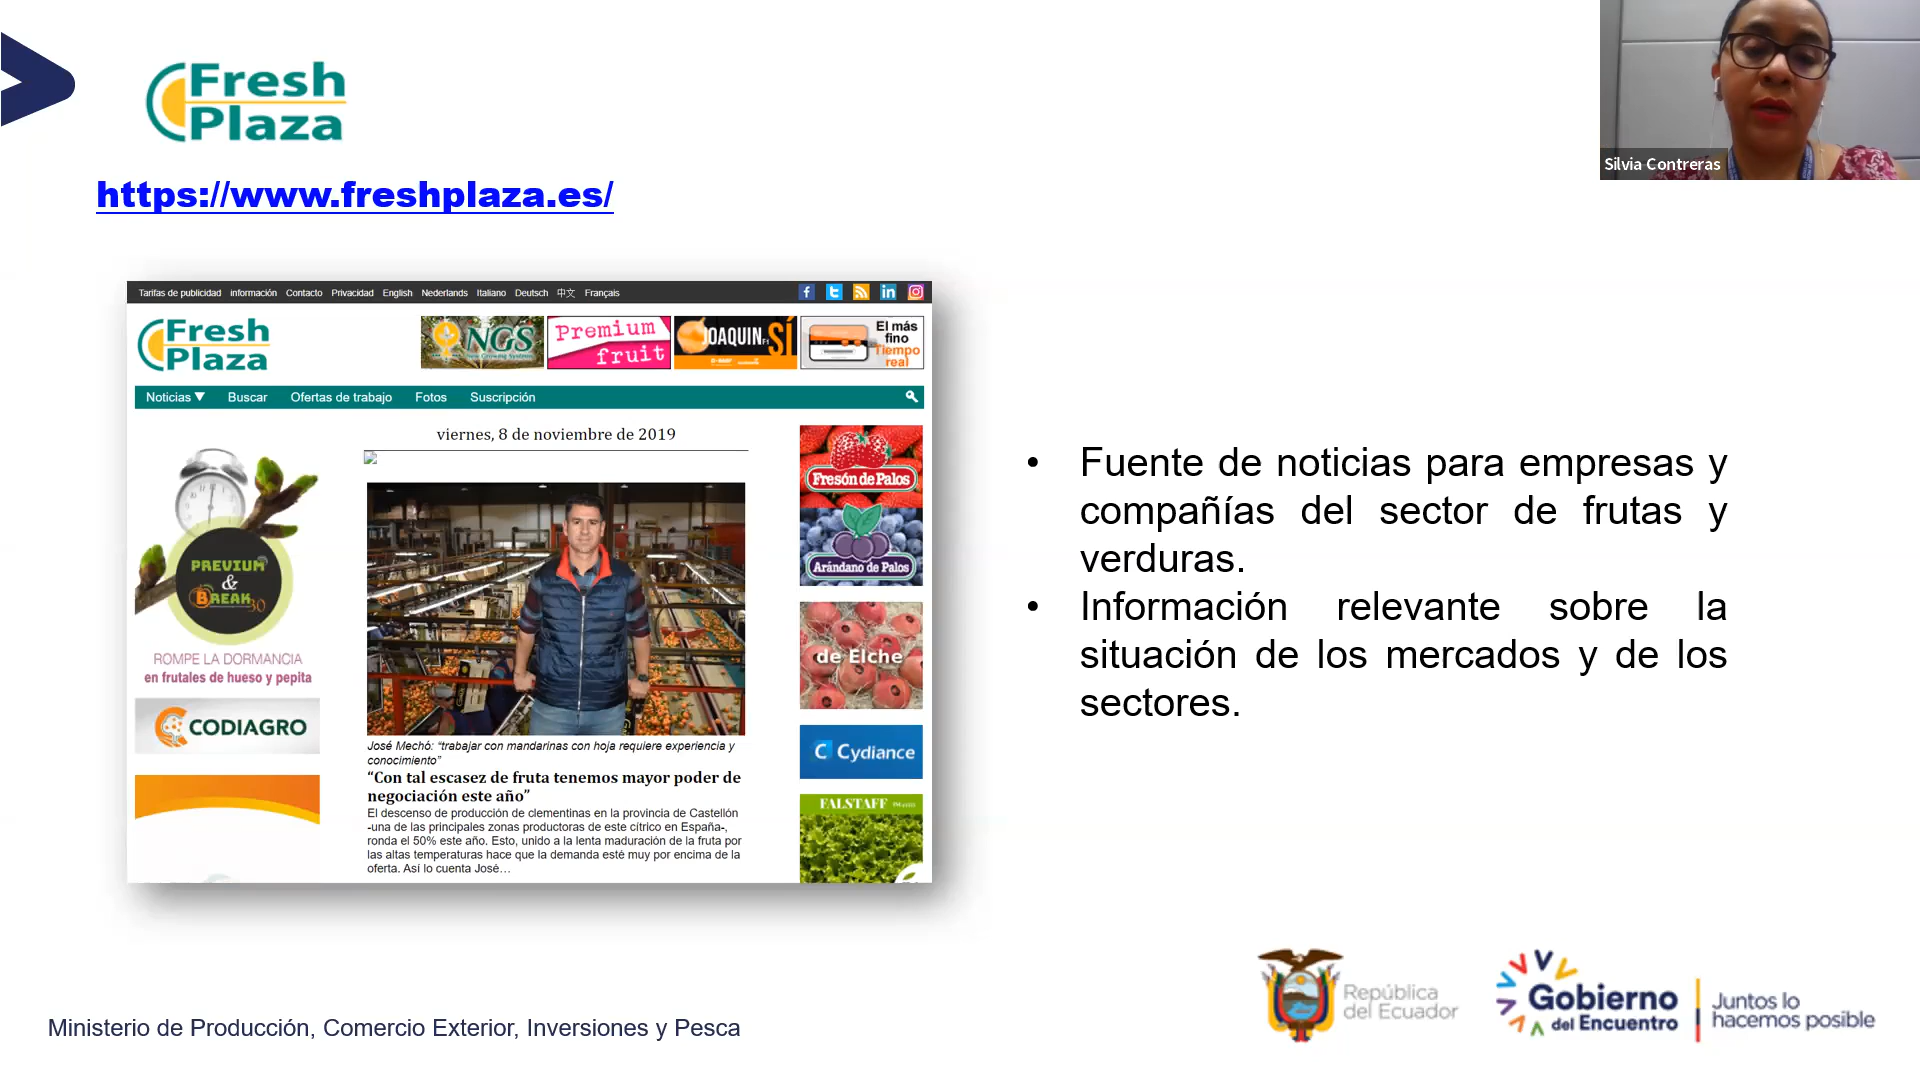 Fresh
Plaza
Silvia Contreras
https://www.freshplaza.es/
Tarifas de publicidad información Contacto Privacidad English Nederlands Italiano Deutsch 中文 Français
Fresh
Plaza
NGS
New Growing Systems
Premium
fruit
JOAQUIN F1 SÍ
El más
fino
Tiempo
real
Noticias ▼ Buscar Ofertas de trabajo Fotos Suscripción
viernes, 8 de noviembre de 2019
PREVIUM
&
BREAK 30
ROMPE LA DORMANCIA
en frutales de hueso y pepita
CODIAGRO
Fresón de Palos
Arándano de Palos
de Elche
Cydiance
FALSTAFF
José Mechó: “trabajar con mandarinas con hoja requiere experiencia y
conocimiento”
“Con tal escasez de fruta tenemos mayor poder de
negociación este año”
El descenso de producción de clementinas en la provincia de Castellón
-una de las principales zonas productoras de este cítrico en España-,
ronda el 50% este año. Esto, unido a la lenta maduración de la fruta por
las altas temperaturas hace que la demanda esté muy por encima de la
oferta. Así lo cuenta José…
• Fuente de noticias para empresas y
compañías del sector de frutas y
verduras.
• Información relevante sobre la
situación de los mercados y de los
sectores.
Ministerio de Producción, Comercio Exterior, Inversiones y Pesca
República
del Ecuador
Gobierno
del Encuentro
Juntos lo
hacemos posible